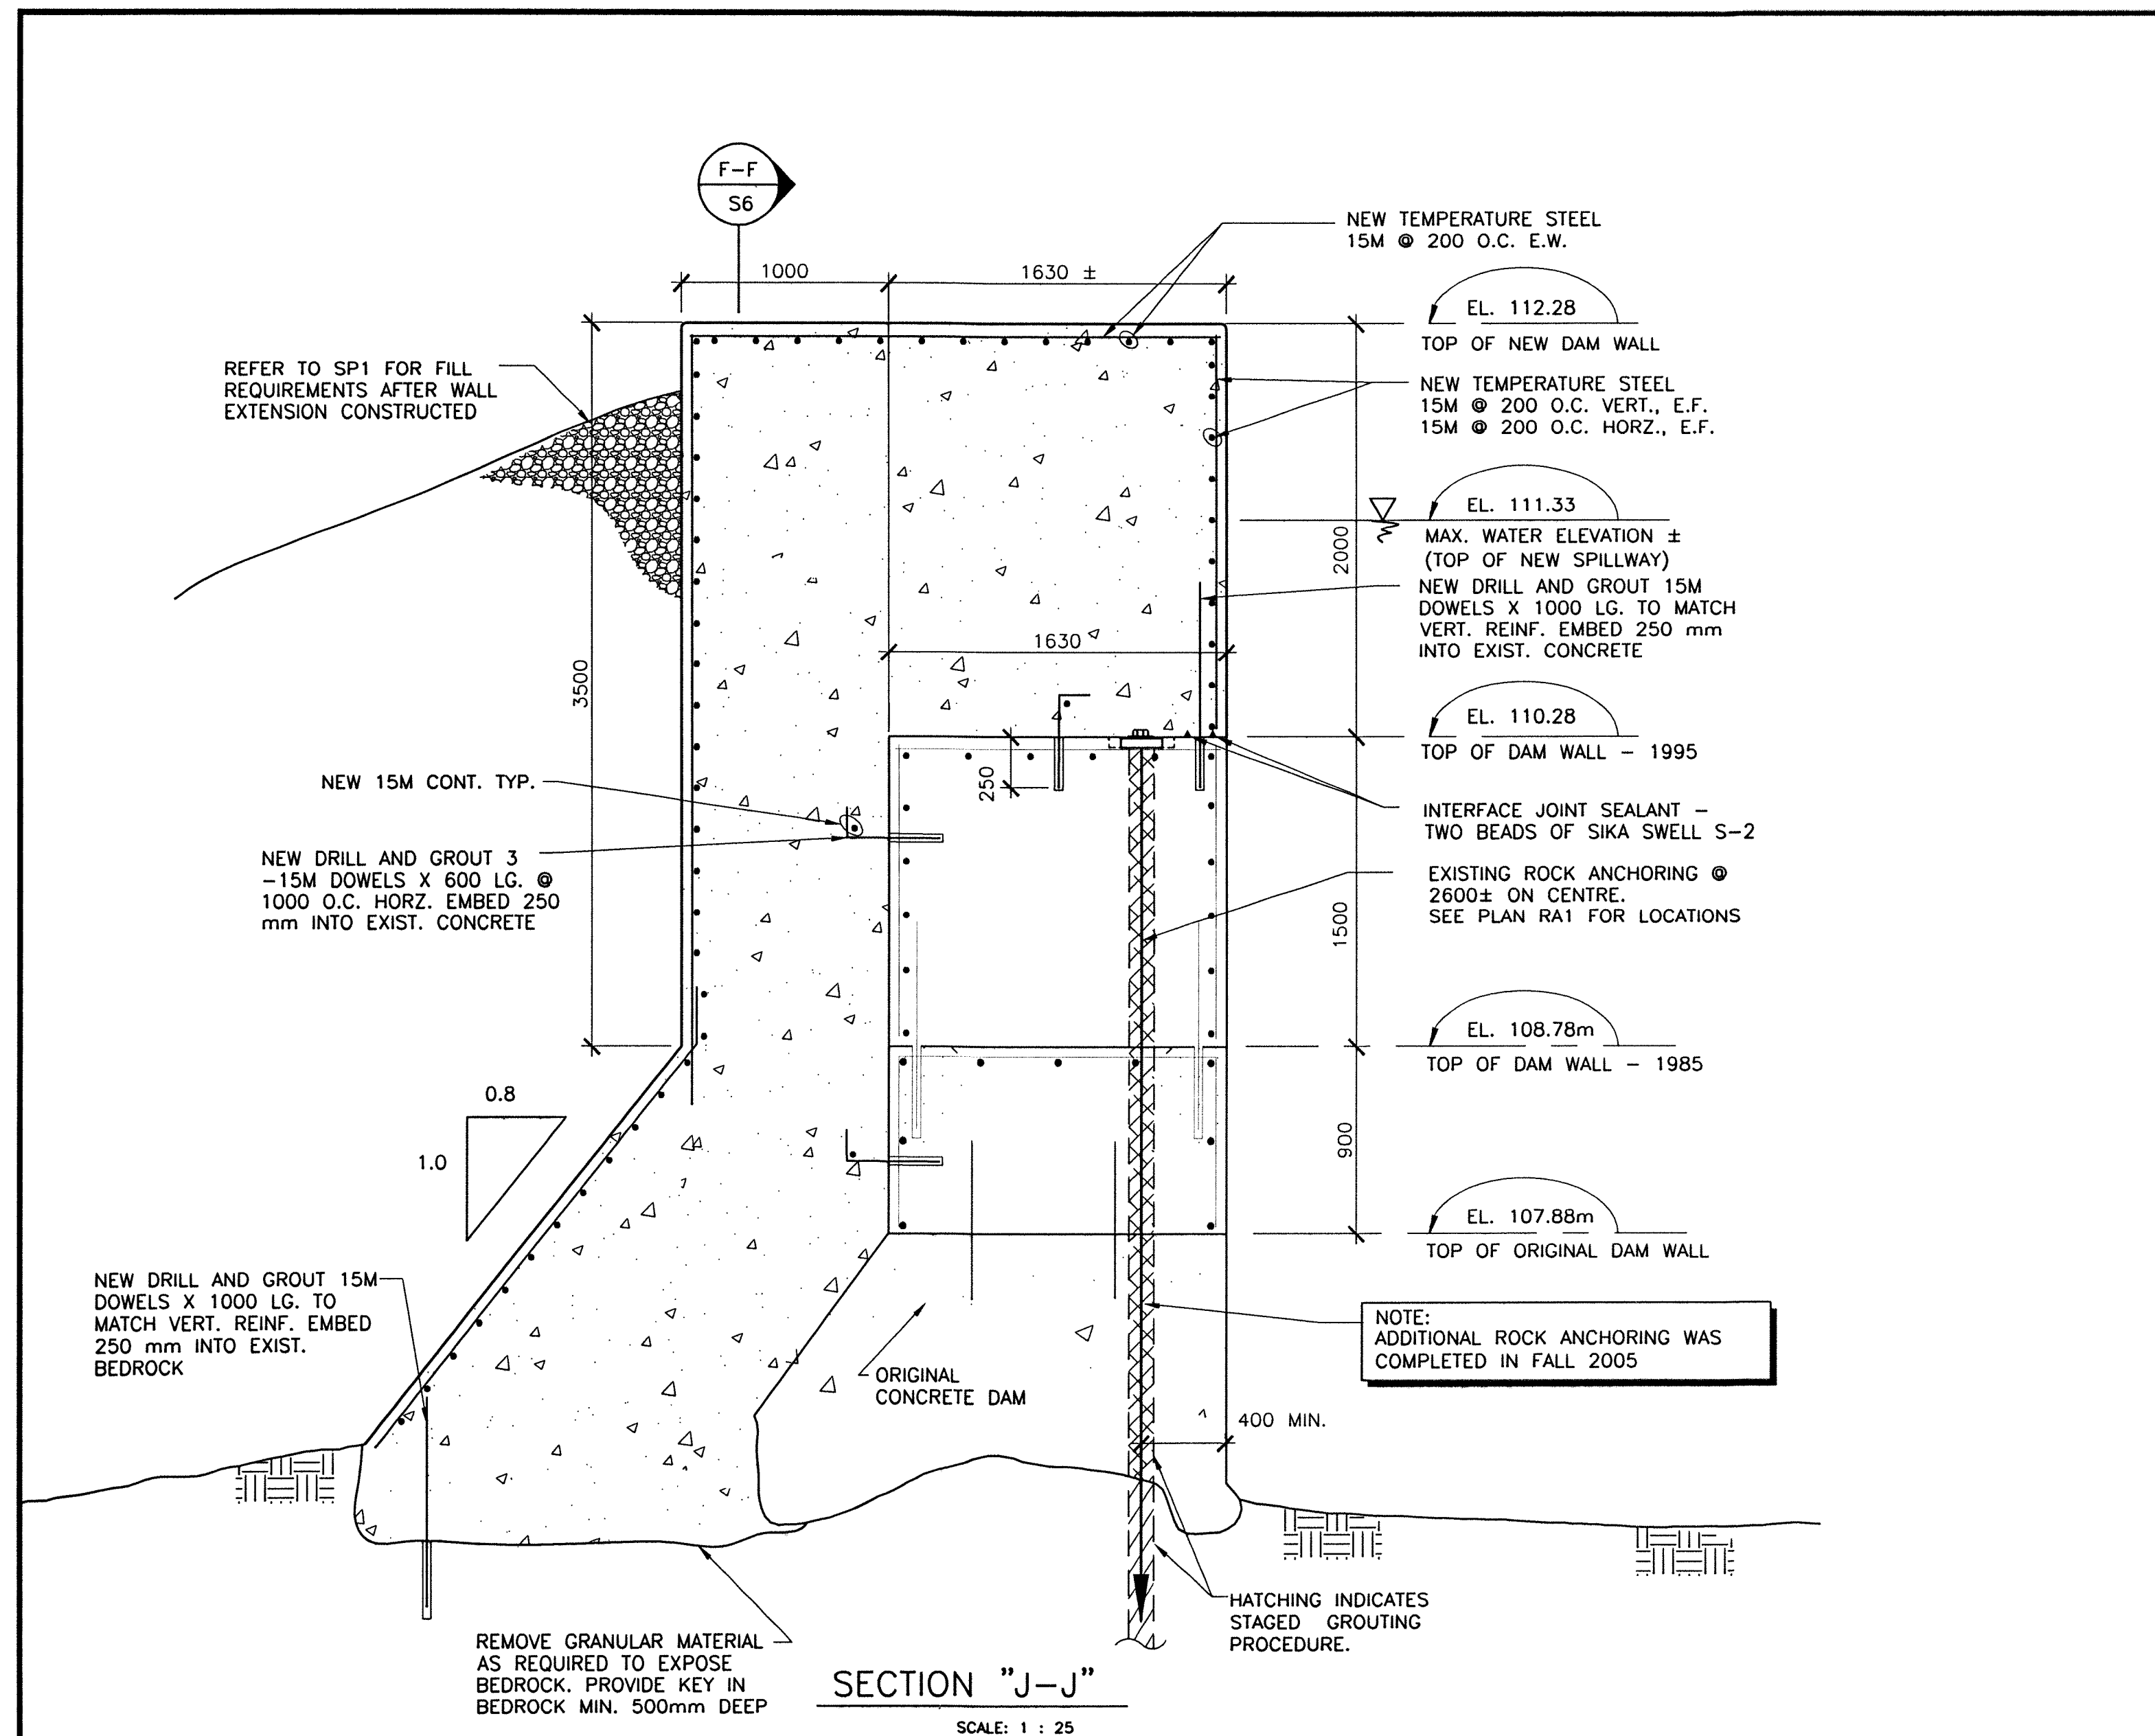 F-F
S6
1000
1630 ±
NEW TEMPERATURE STEEL
15M @ 200 O.C. E.W.
EL. 112.28
TOP OF NEW DAM WALL
REFER TO SP1 FOR FILL
REQUIREMENTS AFTER WALL
EXTENSION CONSTRUCTED
NEW TEMPERATURE STEEL
15M @ 200 O.C. VERT., E.F.
15M @ 200 O.C. HORZ., E.F.
EL. 111.33
MAX. WATER ELEVATION ±
(TOP OF NEW SPILLWAY)
2000
NEW DRILL AND GROUT 15M
DOWELS X 1000 LG. TO MATCH
VERT. REINF. EMBED 250 mm
INTO EXIST. CONCRETE
1630
3500
EL. 110.28
TOP OF DAM WALL - 1995
250
NEW 15M CONT. TYP.
INTERFACE JOINT SEALANT -
TWO BEADS OF SIKA SWELL S-2
NEW DRILL AND GROUT 3
-15M DOWELS X 600 LG. @
1000 O.C. HORZ. EMBED 250
mm INTO EXIST. CONCRETE
EXISTING ROCK ANCHORING @
2600± ON CENTRE.
SEE PLAN RA1 FOR LOCATIONS
1500
EL. 108.78m
TOP OF DAM WALL - 1985
0.8
1.0
900
EL. 107.88m
TOP OF ORIGINAL DAM WALL
NEW DRILL AND GROUT 15M
DOWELS X 1000 LG. TO
MATCH VERT. REINF. EMBED
250 mm INTO EXIST.
BEDROCK
NOTE:
ADDITIONAL ROCK ANCHORING WAS
COMPLETED IN FALL 2005
ORIGINAL
CONCRETE DAM
400 MIN.
HATCHING INDICATES
STAGED GROUTING
PROCEDURE.
REMOVE GRANULAR MATERIAL
AS REQUIRED TO EXPOSE
BEDROCK. PROVIDE KEY IN
BEDROCK MIN. 500mm DEEP
SECTION "J-J"
SCALE: 1 : 25